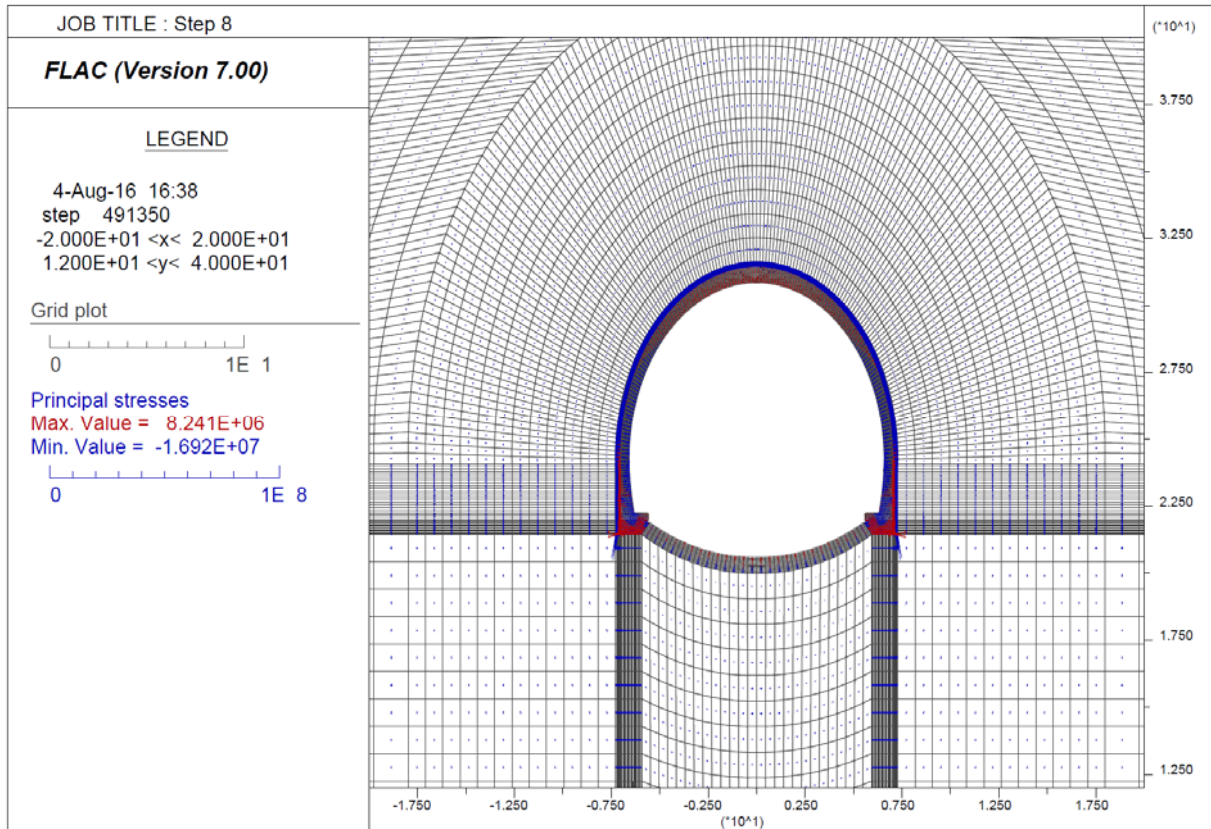 JOB TITLE : Step 8
FLAC (Version 7.00)
LEGEND
4-Aug-16 16:38
step 491350
-2.000E+01 <x< 2.000E+01
1.200E+01 <y< 4.000E+01
Grid plot
0 1E 1
Principal stresses
Max. Value = 8.241E+06
Min. Value = -1.692E+07
0 1E 8
(*10^1)
3.750
3.250
2.750
2.250
1.750
1.250
-1.750 -1.250 -0.750 -0.250 0.250 0.750 1.250 1.750
(*10^1)